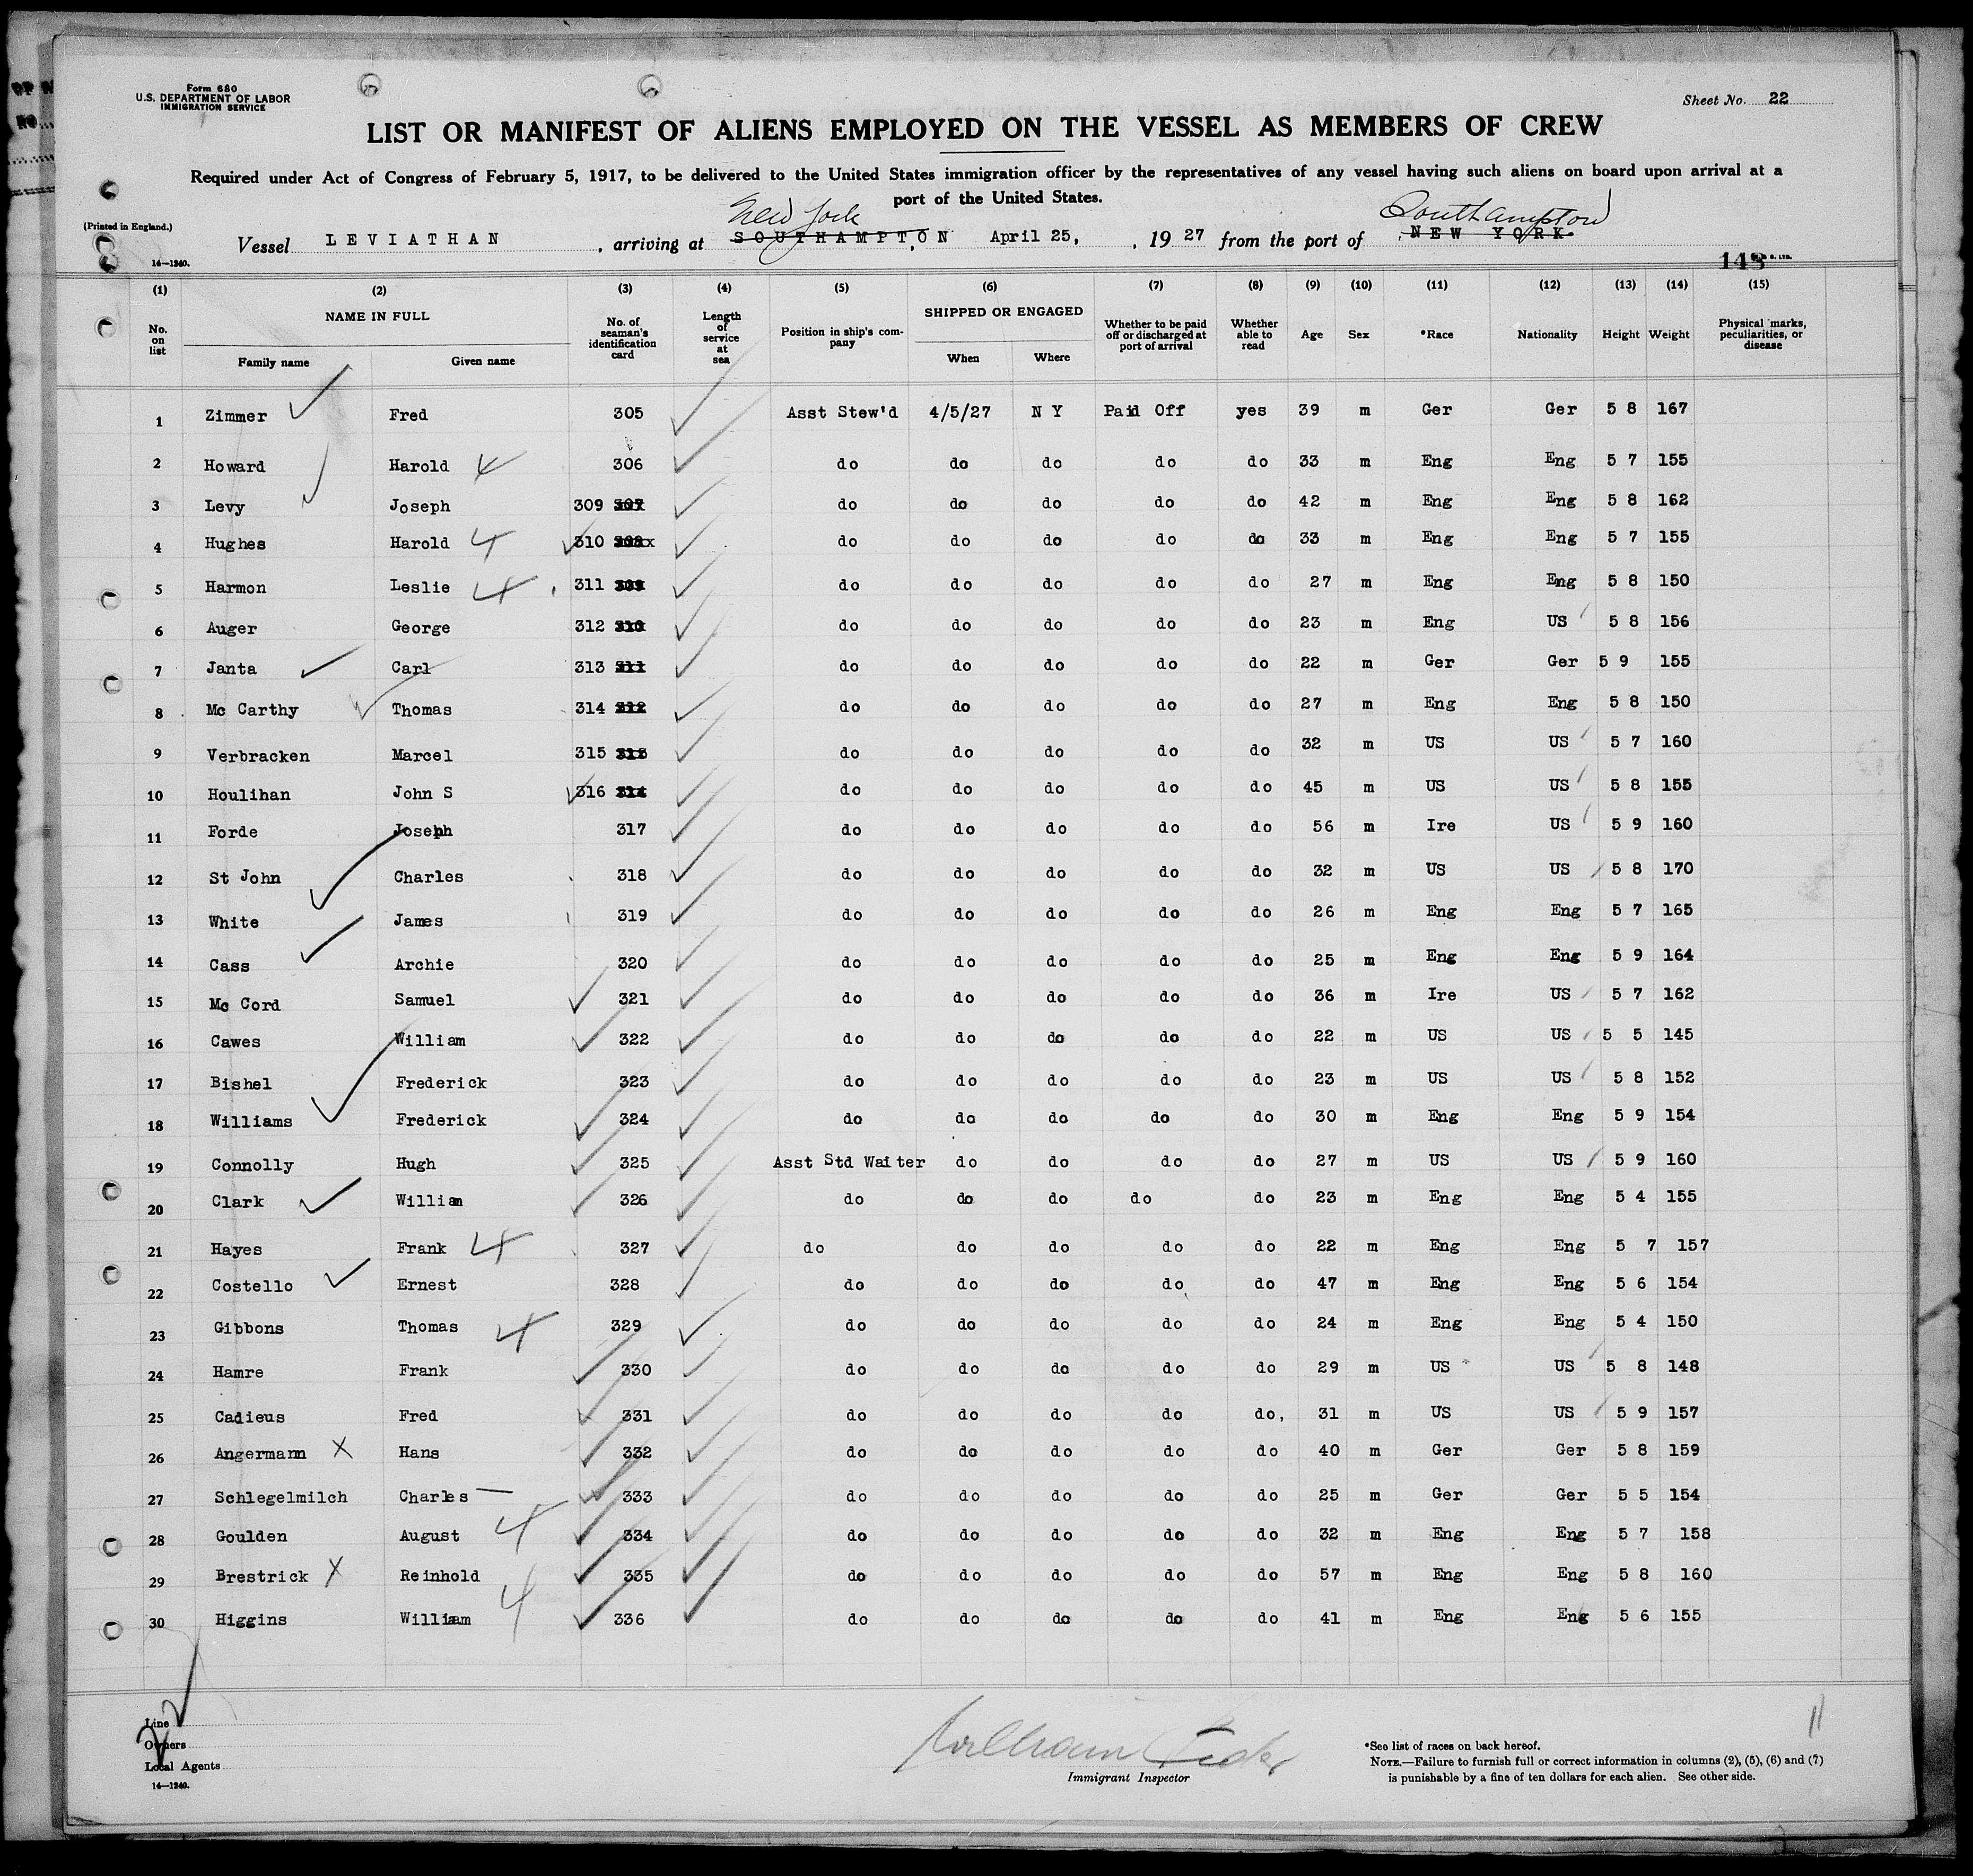 Form 680
U.S. DEPARTMENT OF LABOR
IMMIGRATION SERVICE
Sheet No. 22
LIST OR MANIFEST OF ALIENS EMPLOYED ON THE VESSEL AS MEMBERS OF CREW
Required under Act of Congress of February 5, 1917, to be delivered to the United States immigration officer by the representatives of any vessel having such aliens on board upon arrival at a
port of the United States.
New York Southampton
(Printed in England.)
Vessel LEVIATHAN, arriving at SOUTHAMPTON April 25, , 19 27 from the port of NEW YORK.
14—1240.
148
(1) (2) (3) (4) (5) (6) (7) (8) (9) (10) (11) (12) (13) (14) (15)
No. on list NAME IN FULL Family name Given name No. of seaman's identification card Length of service at sea Position in ship's company SHIPPED OR ENGAGED When Where Whether to be paid off or discharged at port of arrival Whether able to read Age Sex *Race Nationality Height Weight Physical marks, peculiarities, or disease
1 Zimmer Fred 305 Asst Stew'd 4/5/27 N Y Paid Off yes 39 m Ger Ger 5 8 167
2 Howard Harold 4 306 do do do do do 33 m Eng Eng 5 7 155
3 Levy Joseph 309 307 do do do do do 42 m Eng Eng 5 8 162
4 Hughes Harold 4 310 308 do do do do do 33 m Eng Eng 5 7 155
5 Harmon Leslie 4 311 309 do do do do do 27 m Eng Eng 5 8 150
6 Auger George 312 310 do do do do do 23 m Eng US 5 8 156
7 Janta Carl 313 311 do do do do do 22 m Ger Ger 5 9 155
8 Mc Carthy Thomas 314 312 do do do do do 27 m Eng Eng 5 8 150
9 Verbracken Marcel 315 313 do do do do do 32 m US US 5 7 160
10 Houlihan John S 316 314 do do do do do 45 m US US 5 8 155
11 Forde Joseph 317 do do do do do 56 m Ire US 5 9 160
12 St John Charles 318 do do do do do 32 m US US 5 8 170
13 White James 319 do do do do do 26 m Eng Eng 5 7 165
14 Cass Archie 320 do do do do do 25 m Eng Eng 5 9 164
15 Mc Cord Samuel 321 do do do do do 36 m Ire US 5 7 162
16 Cawes William 322 do do do do do 22 m US US 5 5 145
17 Bishel Frederick 323 do do do do do 23 m US US 5 8 152
18 Williams Frederick 324 do do do do do 30 m Eng Eng 5 9 154
19 Connolly Hugh 325 Asst Std Waiter do do do do 27 m US US 5 9 160
20 Clark William 326 do do do do do 23 m Eng Eng 5 4 155
21 Hayes Frank 4 327 do do do do do 22 m Eng Eng 5 7 157
22 Costello Ernest 328 do do do do do 47 m Eng Eng 5 6 154
23 Gibbons Thomas 4 329 do do do do do 24 m Eng Eng 5 4 150
24 Hamre Frank 330 do do do do do 29 m US US 5 8 148
25 Cadieus Fred 331 do do do do do, 31 m US US 5 9 157
26 Angermann X Hans 332 do do do do do 40 m Ger Ger 5 8 159
27 Schlegelmilch Charles 333 do do do do do 25 m Ger Ger 5 5 154
28 Goulden August 4 334 do do do do do 32 m Eng Eng 5 7 158
29 Brestrick X Reinhold 335 do do do do do 57 m Eng Eng 5 8 160
30 Higgins William 4 336 do do do do do 41 m Eng Eng 5 6 155
Line
Owners
Local Agents
14—1240.
Immigrant Inspector
11
*See list of races on back hereof.
NOTE.—Failure to furnish full or correct information in columns (2), (5), (6) and (7)
is punishable by a fine of ten dollars for each alien. See other side.